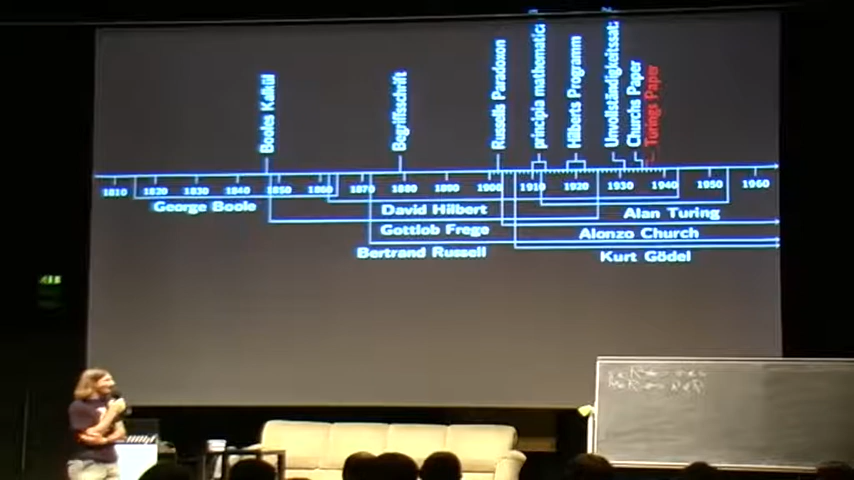 Booles Kalkül
Begriffsschrift
Russells Paradoxon
principia mathematica
Hilberts Programm
Unvollständigkeitssatz
Churchs Paper
Turings Paper
1810 1820 1830 1840 1850 1860 1870 1880 1890 1900 1910 1920 1930 1940 1950 1960
George Boole
David Hilbert
Alan Turing
Gottlob Frege
Alonzo Church
Bertrand Russell
Kurt Gödel